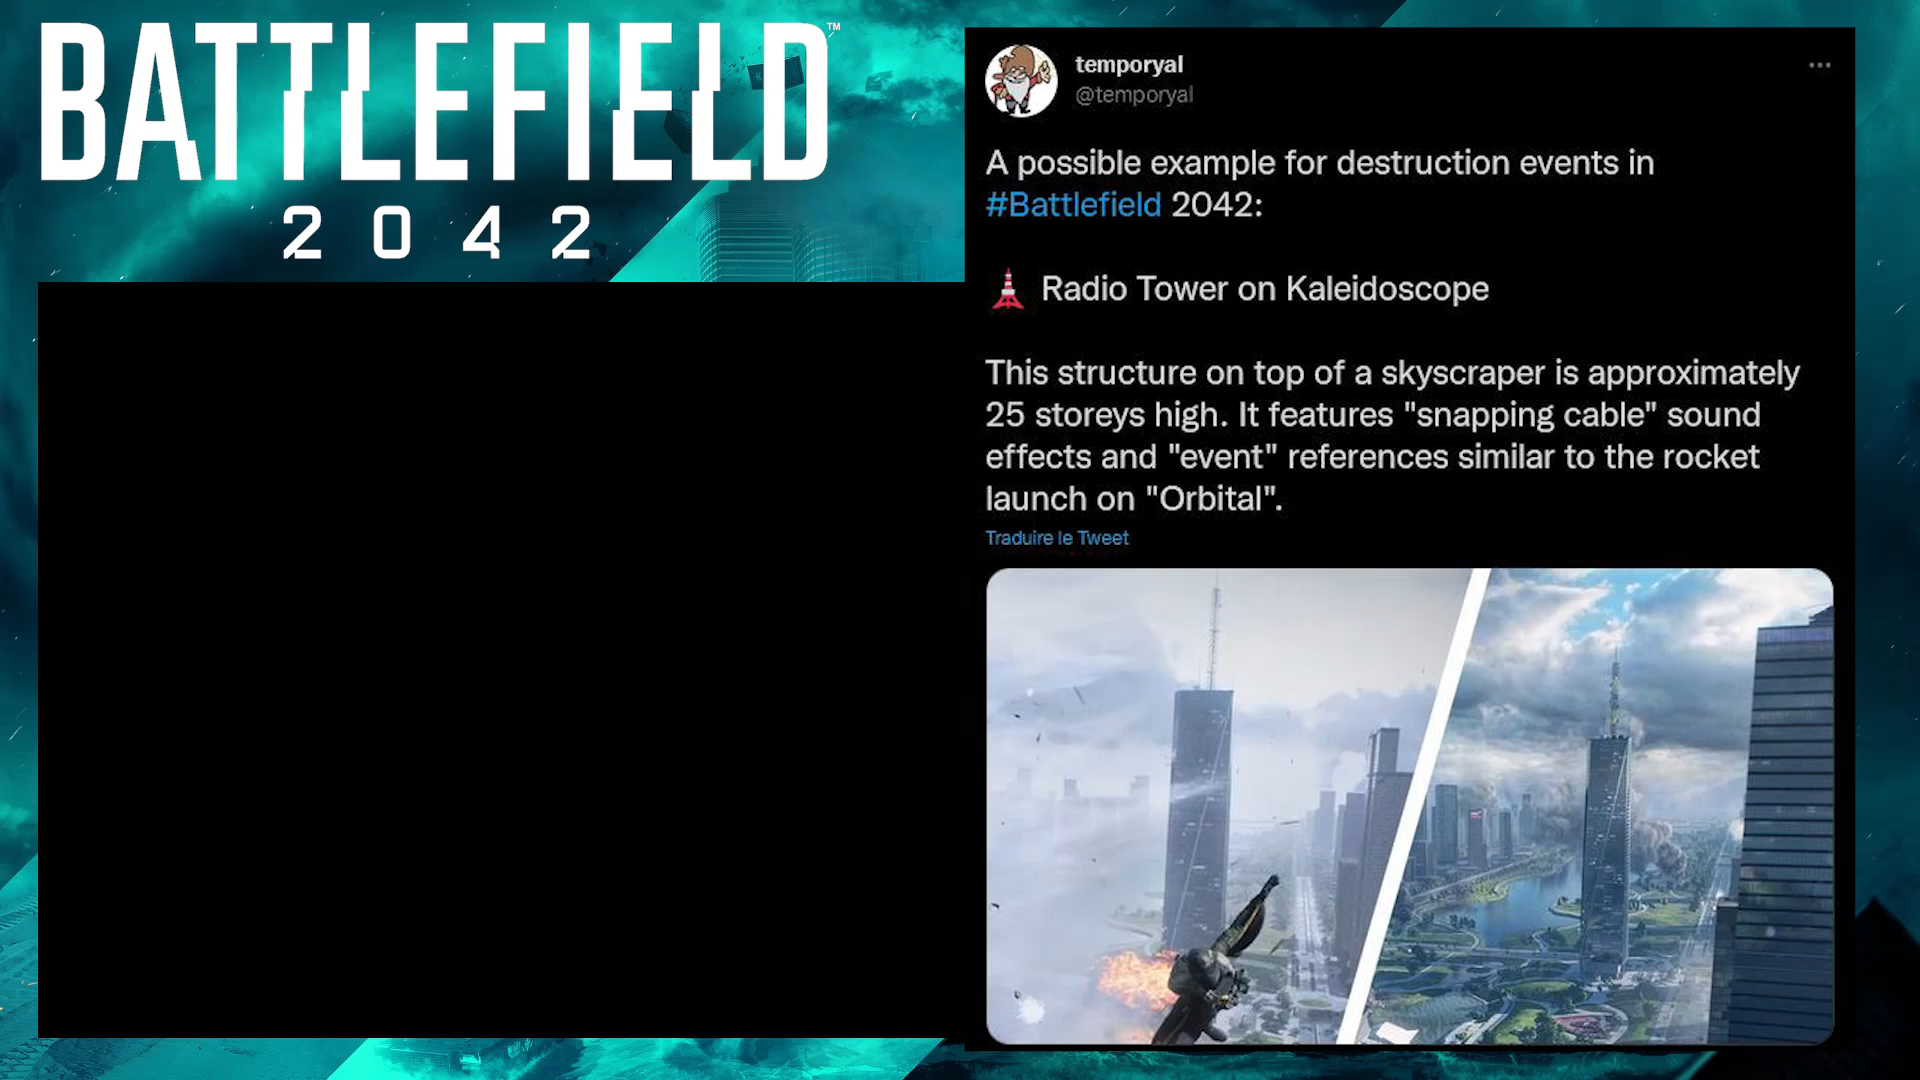 BATTLEFIELD™
2042
temporyal
@temporyal
A possible example for destruction events in
#Battlefield 2042:
Radio Tower on Kaleidoscope
This structure on top of a skyscraper is approximately
25 storeys high. It features "snapping cable" sound
effects and "event" references similar to the rocket
launch on "Orbital".
Traduire le Tweet